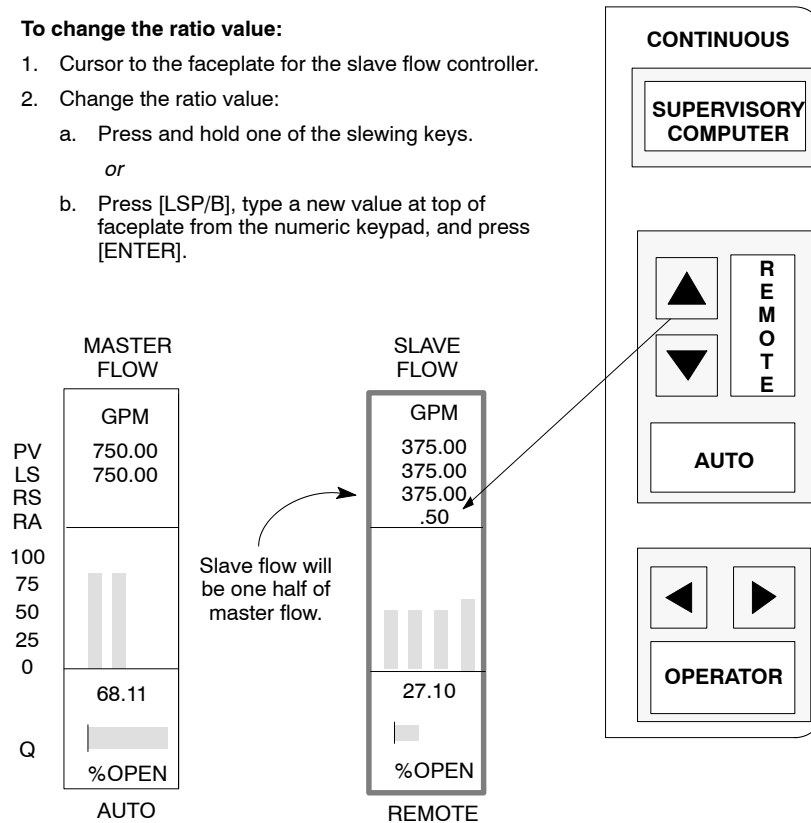 To change the ratio value:
1. Cursor to the faceplate for the slave flow controller.
2. Change the ratio value:
a. Press and hold one of the slewing keys.
or
b. Press [LSP/B], type a new value at top of
faceplate from the numeric keypad, and press
[ENTER].
MASTER
FLOW
GPM
PV 750.00
LS 750.00
RS
RA
100
75
50
25
0
68.11
Q
%OPEN
AUTO
Slave flow will
be one half of
master flow.
SLAVE
FLOW
GPM
375.00
375.00
375.00
.50
27.10
%OPEN
REMOTE
CONTINUOUS
SUPERVISORY
COMPUTER
REMOTE
AUTO
OPERATOR